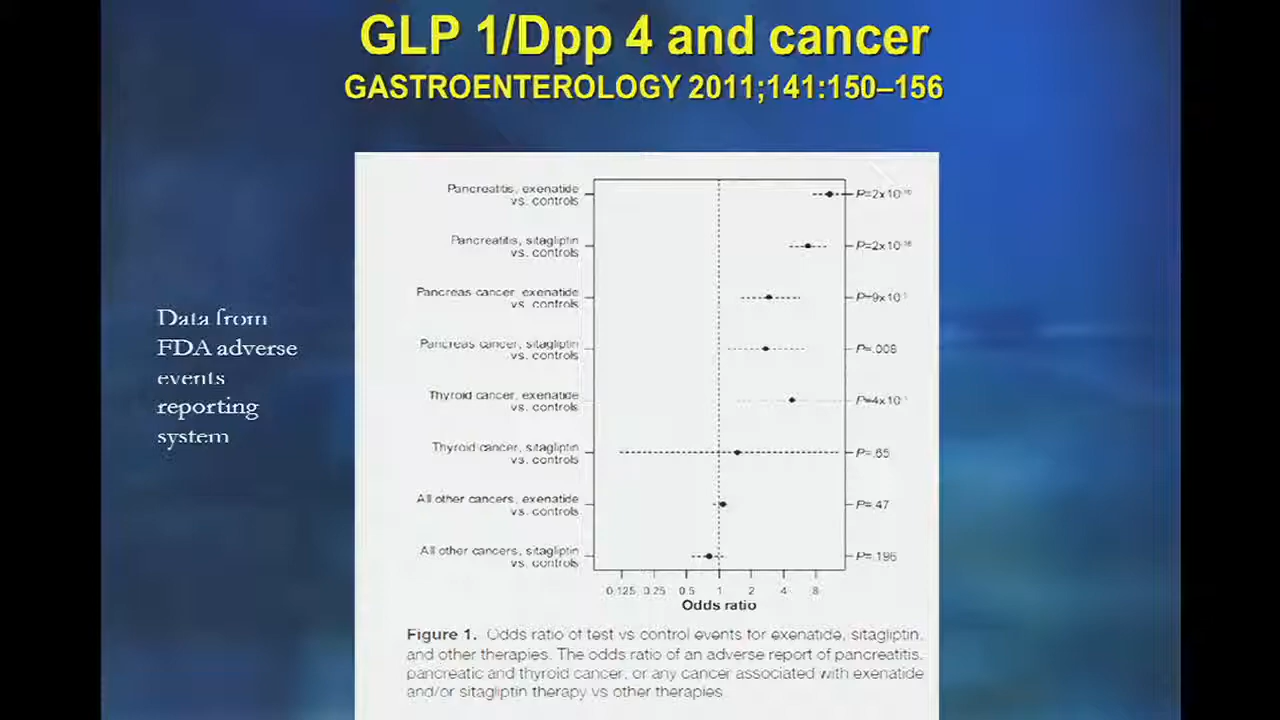 GLP 1/Dpp 4 and cancer
GASTROENTEROLOGY 2011;141:150–156
Data from
FDA adverse
events
reporting
system
Pancreatitis, exenatide
vs. controls
Pancreatitis, sitagliptin
vs. controls
P=2x10
Pancreas cancer, exenatide
vs. controls
P=9x10
Pancreas cancer, sitagliptin
vs. controls
P=.008
Thyroid cancer, exenatide
vs. controls
P=4x10
Thyroid cancer, sitagliptin
vs. controls
P=.65
All other cancers, exenatide
vs. controls
P=.47
All other cancers, sitagliptin
vs. controls
0.125 0.25 0.5 1 2 4 8
Odds ratio
Figure 1. Odds ratio of test vs control events for exenatide, sitagliptin,
and other therapies. The odds ratio of an adverse report of pancreatitis,
pancreatic and thyroid cancer, or any cancer associated with exenatide
and/or sitagliptin therapy vs other therapies.